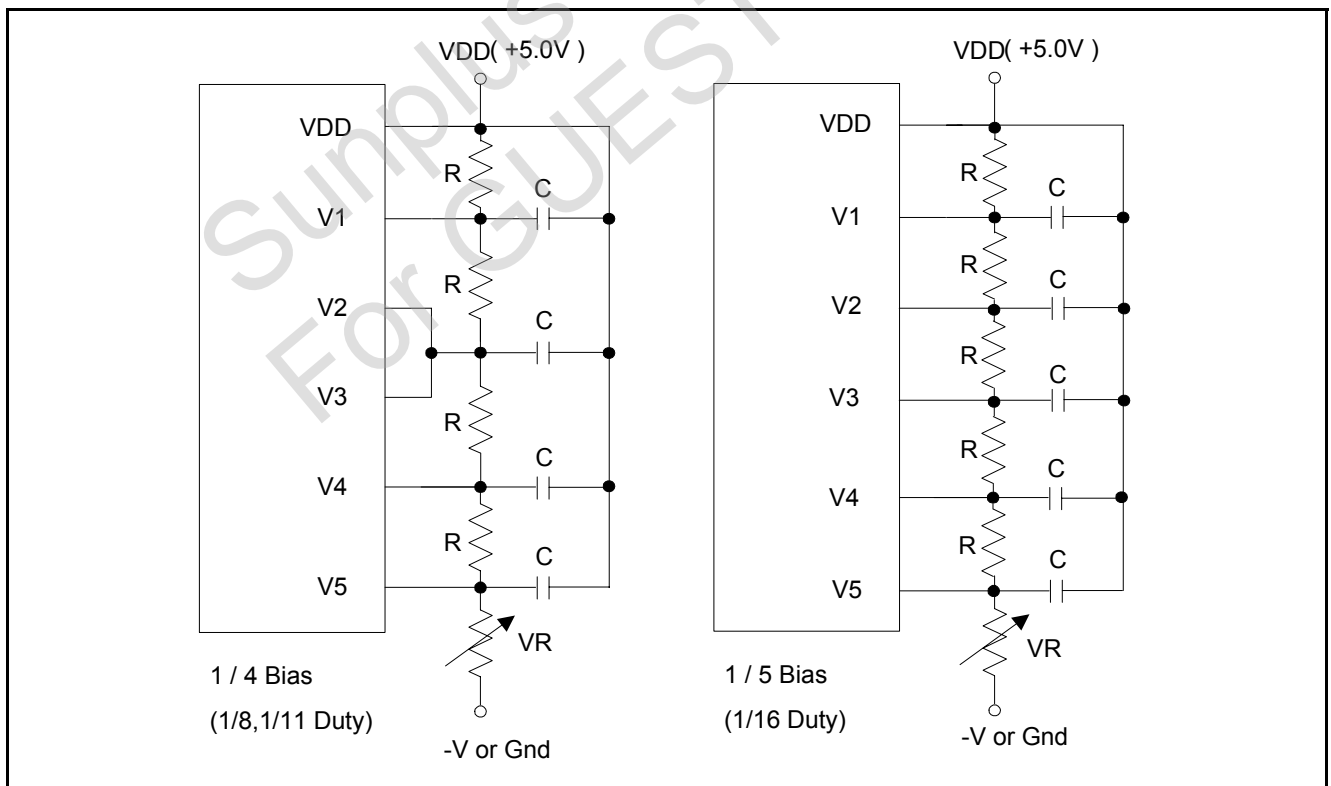 Sunplus
For GUEST
VDD( +5.0V )
VDD
R
C
V1
R
V2
C
V3
R
C
V4
R
C
V5
VR
1 / 4 Bias
(1/8,1/11 Duty)
-V or Gnd
VDD( +5.0V )
VDD
R
C
V1
R
C
V2
R
C
V3
R
C
V4
R
C
V5
VR
1 / 5 Bias
(1/16 Duty)
-V or Gnd